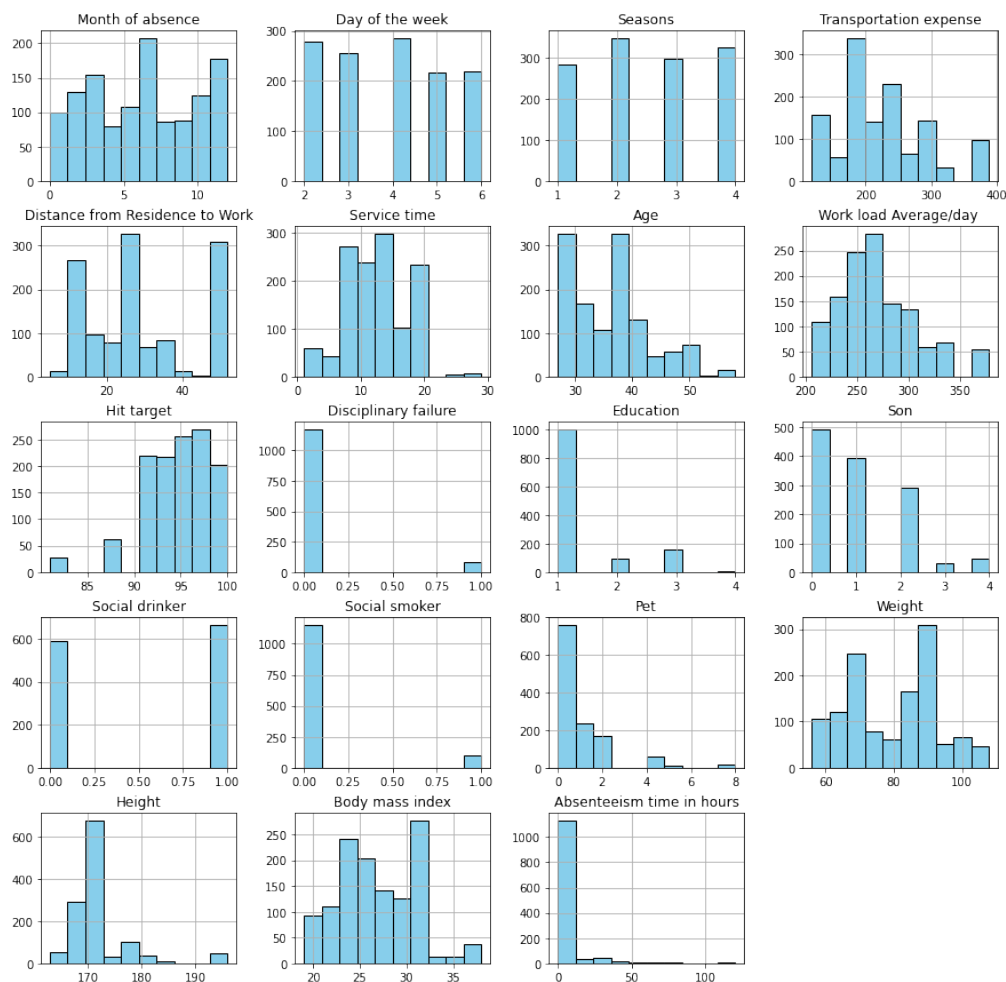 Month of absence Day of the week Seasons Transportation expense
200 150 100 50 0
300 200 100 0
300 200 100 0
300 200 100 0
0 5 10
2 3 4 5 6
1 2 3 4
200 300 400
Distance from Residence to Work Service time Age Work load Average/day
300 200 100 0
300 200 100 0
300 200 100 0
250 200 150 100 50 0
20 40
0 10 20 30
30 40 50
200 250 300 350
Hit target Disciplinary failure Education Son
250 200 150 100 50 0
1000 750 500 250 0
1000 800 600 400 200 0
500 400 300 200 100 0
85 90 95 100
0.00 0.25 0.50 0.75 1.00
1 2 3 4
0 1 2 3 4
Social drinker Social smoker Pet Weight
600 400 200 0
1000 750 500 250 0
800 600 400 200 0
300 200 100 0
0.00 0.25 0.50 0.75 1.00
0.00 0.25 0.50 0.75 1.00
0 2 4 6 8
60 80 100
Height Body mass index Absenteeism time in hours
600 400 200 0
250 200 150 100 50 0
1000 800 600 400 200 0
170 180 190
20 25 30 35
0 50 100